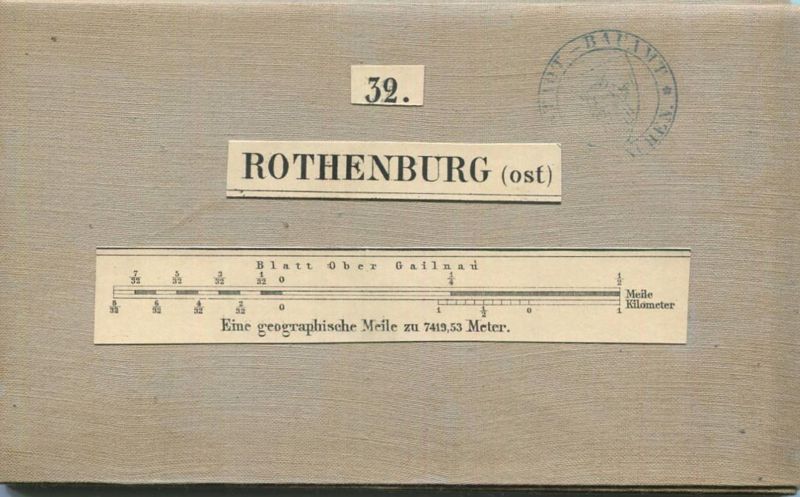 32.
STADT - BAUAMT *
ROTHENBURG (ost)
Blatt Ober Gailnau
7/32 5/32 3/32 1/32 0 1/4 1/2
Meile
8/32 6/32 4/32 2/32 0 1 1/2 0 1
Kilometer
Eine geographische Meile zu 7419,53 Meter.